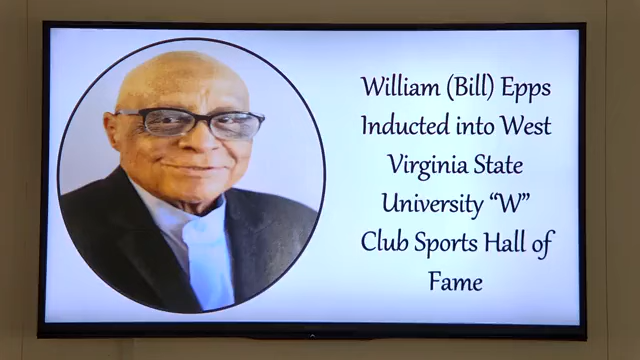 William (Bill) Epps
Inducted into West
Virginia State
University “W”
Club Sports Hall of
Fame